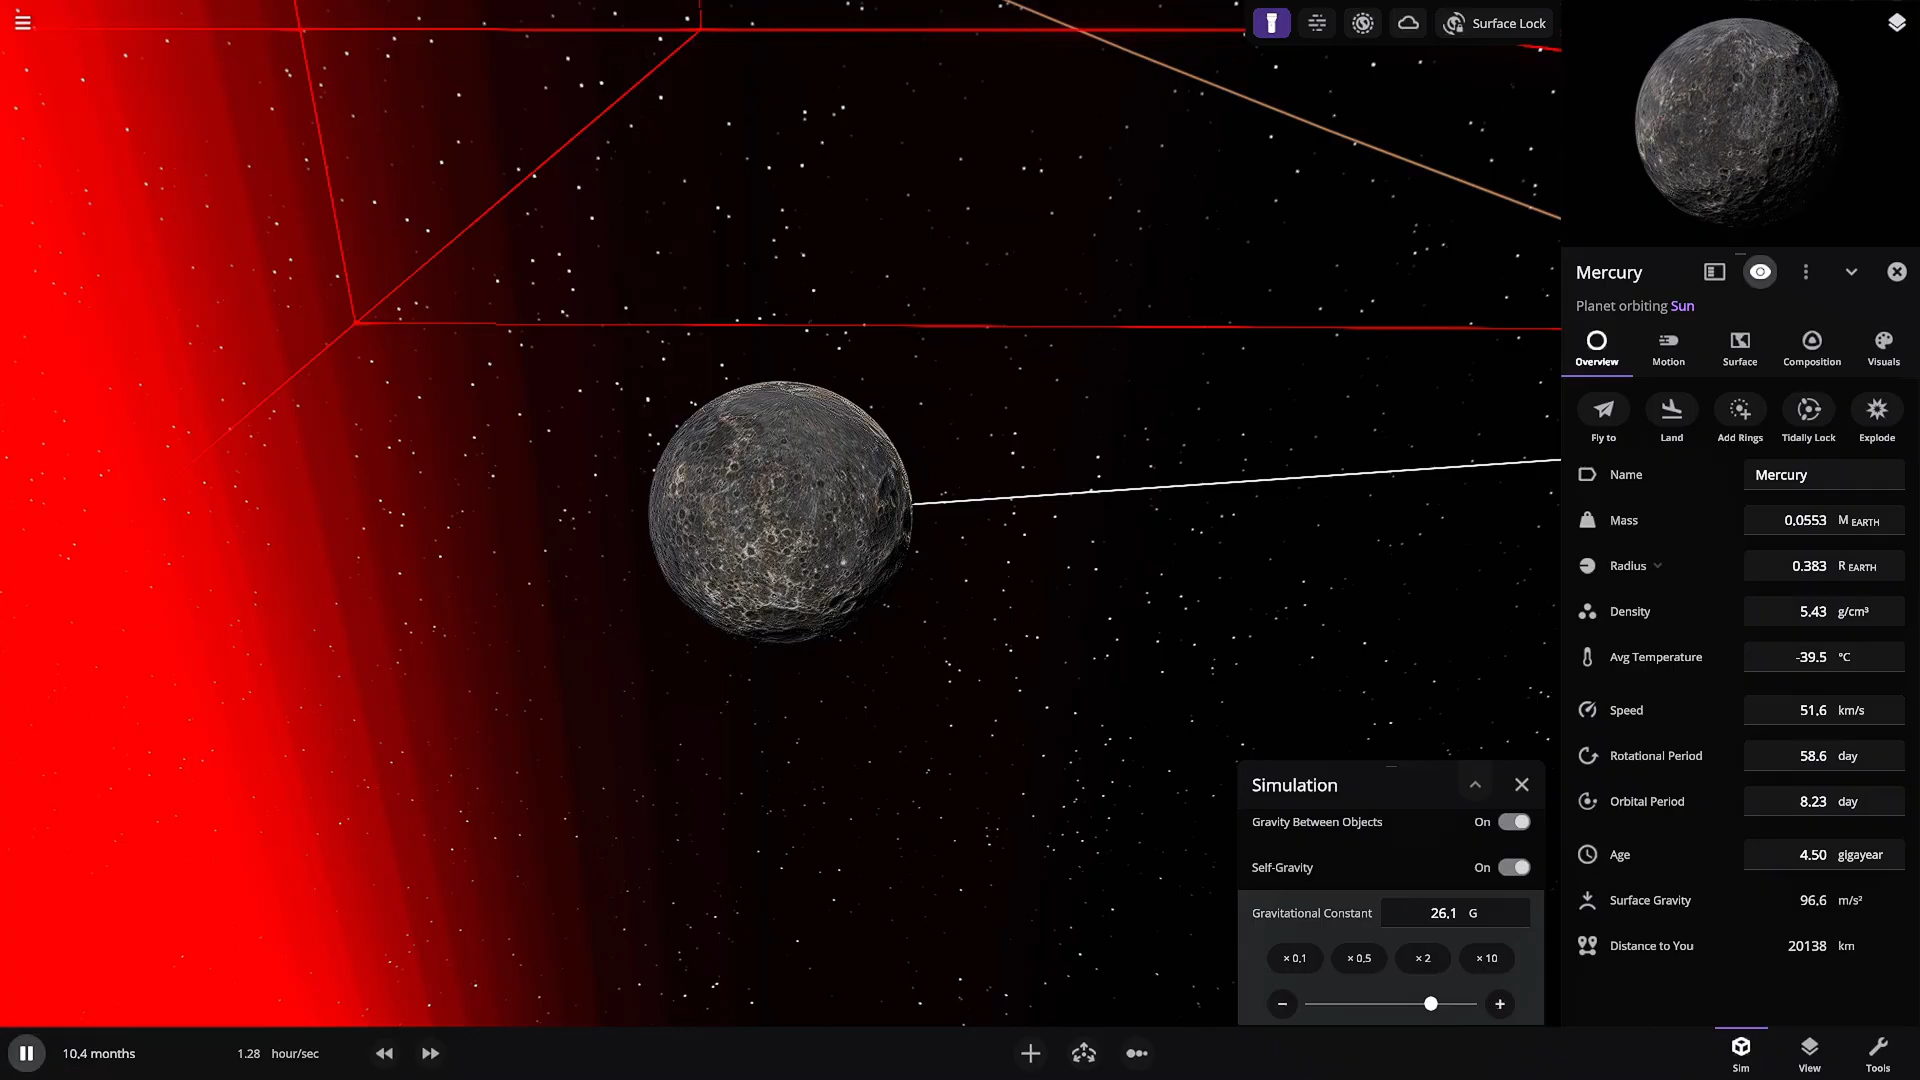 Surface Lock
Mercury
Planet orbiting Sun
Overview
Motion
Surface
Composition
Visuals
Fly to
Land
Add Rings
Tidally Lock
Explode
Name Mercury
Mass 0.0553 M EARTH
Radius 0.383 R EARTH
Density 5.43 g/cm³
Avg Temperature -39.5 °C
Speed 51.6 km/s
Rotational Period 58.6 day
Orbital Period 8.23 day
Age 4.50 gigayear
Surface Gravity 96.6 m/s²
Distance to You 20138 km
Simulation
Gravity Between Objects On
Self-Gravity On
Gravitational Constant 26.1 G
× 0.1 × 0.5 × 2 × 10
10.4 months 1.28 hour/sec
Sim
View
Tools